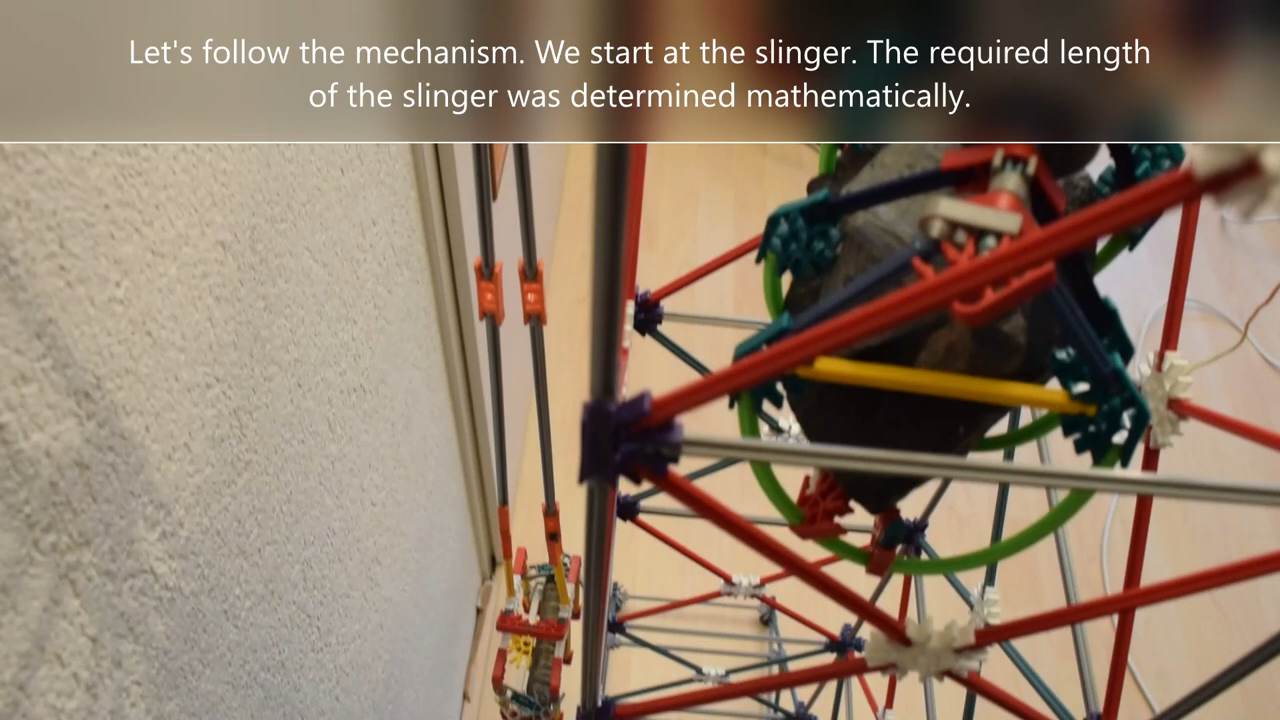 Let's follow the mechanism. We start at the slinger. The required length
of the slinger was determined mathematically.